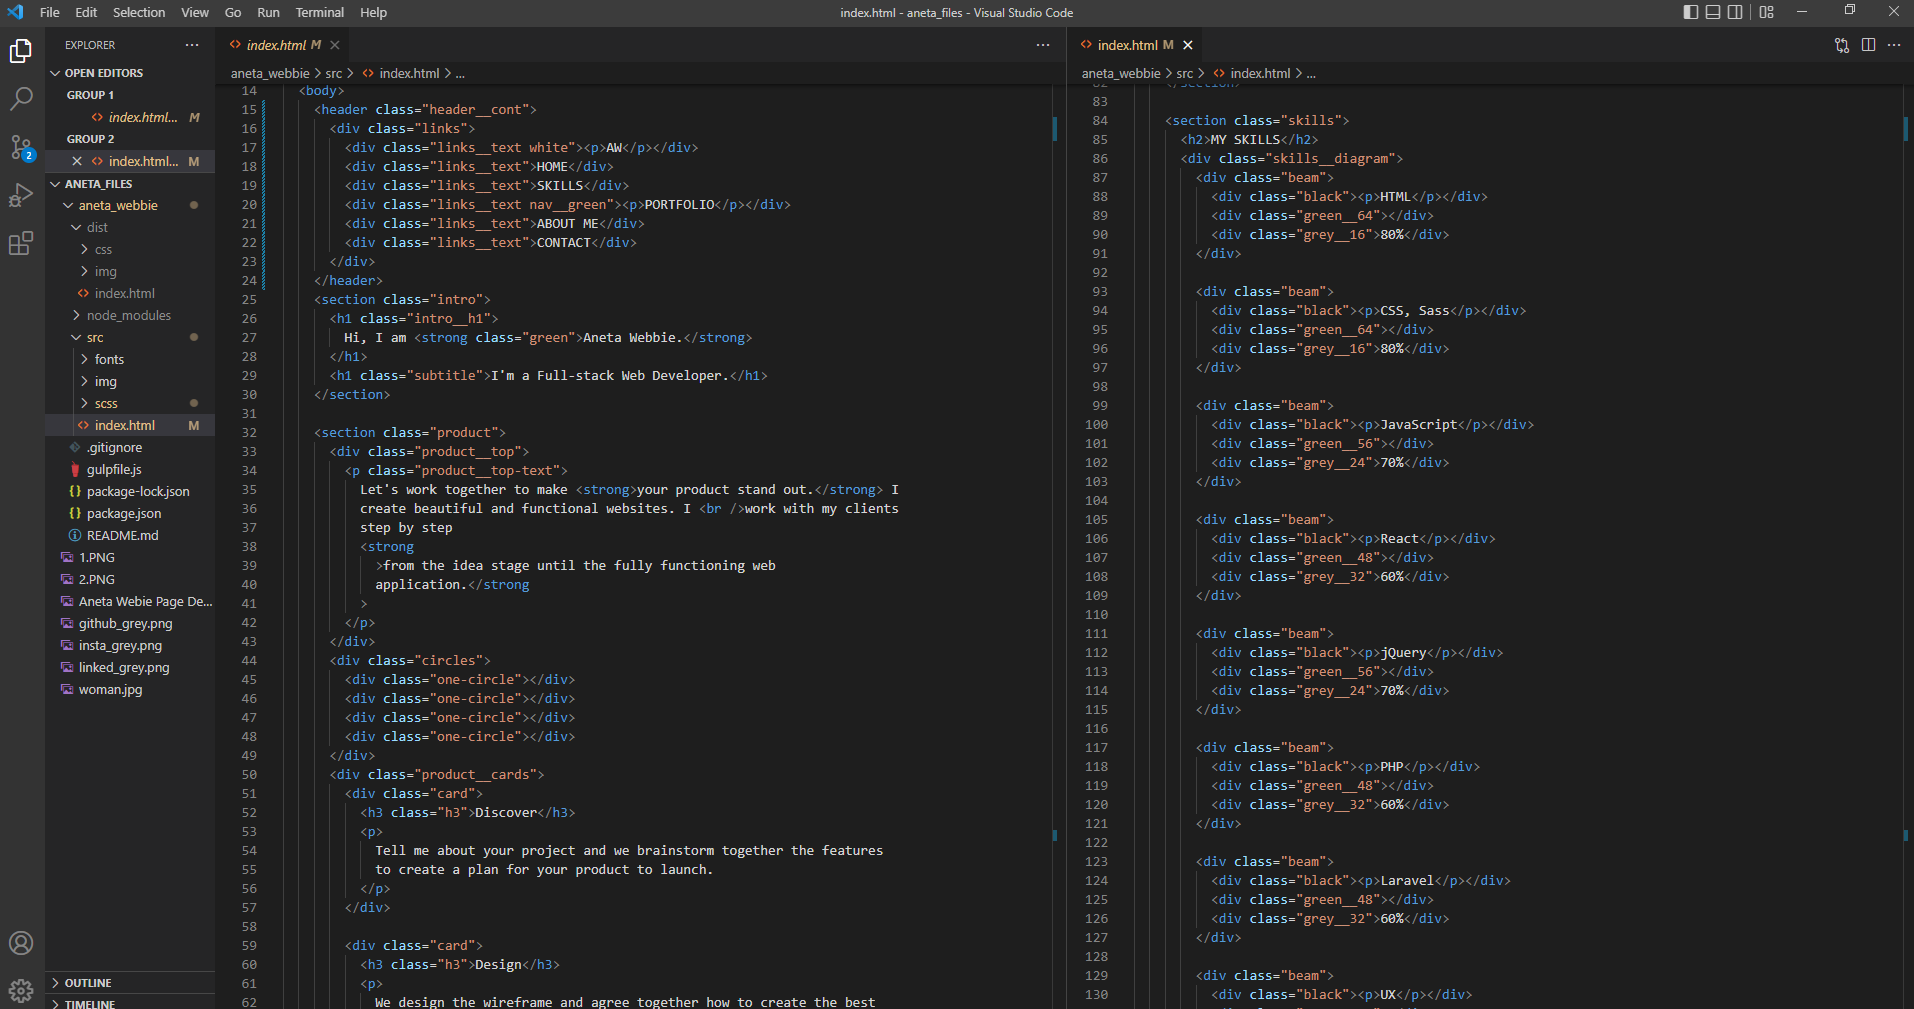 File Edit Selection View Go Run Terminal Help
index.html - aneta_files - Visual Studio Code
EXPLORER
OPEN EDITORS
GROUP 1
index.html... M
GROUP 2
index.html... M
ANETA_FILES
aneta_webbie
dist
css
img
index.html
node_modules
src
fonts
img
scss
index.html M
.gitignore
gulpfile.js
package-lock.json
package.json
README.md
1.PNG
2.PNG
Aneta Webie Page De...
github_grey.png
insta_grey.png
linked_grey.png
woman.jpg
OUTLINE
TIMELINE
2
index.html M
aneta_webbie > src > index.html > ...
14 <body>
15 <header class="header__cont">
16 <div class="links">
17 <div class="links__text white"><p>AW</p></div>
18 <div class="links__text">HOME</div>
19 <div class="links__text">SKILLS</div>
20 <div class="links__text nav__green"><p>PORTFOLIO</p></div>
21 <div class="links__text">ABOUT ME</div>
22 <div class="links__text">CONTACT</div>
23 </div>
24 </header>
25 <section class="intro">
26 <h1 class="intro__h1">
27 Hi, I am <strong class="green">Aneta Webbie.</strong>
28 </h1>
29 <h1 class="subtitle">I'm a Full-stack Web Developer.</h1>
30 </section>
31
32 <section class="product">
33 <div class="product__top">
34 <p class="product__top-text">
35 Let's work together to make <strong>your product stand out.</strong> I
36 create beautiful and functional websites. I <br />work with my clients
37 step by step
38 <strong
39 >from the idea stage until the fully functioning web
40 application.</strong
41 >
42 </p>
43 </div>
44 <div class="circles">
45 <div class="one-circle"></div>
46 <div class="one-circle"></div>
47 <div class="one-circle"></div>
48 <div class="one-circle"></div>
49 </div>
50 <div class="product__cards">
51 <div class="card">
52 <h3 class="h3">Discover</h3>
53 <p>
54 Tell me about your project and we brainstorm together the features
55 to create a plan for your product to launch.
56 </p>
57 </div>
58
59 <div class="card">
60 <h3 class="h3">Design</h3>
61 <p>
62 We design the wireframe and agree together how to create the best
index.html M
aneta_webbie > src > index.html > ...
82 </section>
83
84 <section class="skills">
85 <h2>MY SKILLS</h2>
86 <div class="skills__diagram">
87 <div class="beam">
88 <div class="black"><p>HTML</p></div>
89 <div class="green__64"></div>
90 <div class="grey__16">80%</div>
91 </div>
92
93 <div class="beam">
94 <div class="black"><p>CSS, Sass</p></div>
95 <div class="green__64"></div>
96 <div class="grey__16">80%</div>
97 </div>
98
99 <div class="beam">
100 <div class="black"><p>JavaScript</p></div>
101 <div class="green__56"></div>
102 <div class="grey__24">70%</div>
103 </div>
104
105 <div class="beam">
106 <div class="black"><p>React</p></div>
107 <div class="green__48"></div>
108 <div class="grey__32">60%</div>
109 </div>
110
111 <div class="beam">
112 <div class="black"><p>jQuery</p></div>
113 <div class="green__56"></div>
114 <div class="grey__24">70%</div>
115 </div>
116
117 <div class="beam">
118 <div class="black"><p>PHP</p></div>
119 <div class="green__48"></div>
120 <div class="grey__32">60%</div>
121 </div>
122
123 <div class="beam">
124 <div class="black"><p>Laravel</p></div>
125 <div class="green__48"></div>
126 <div class="grey__32">60%</div>
127 </div>
128
129 <div class="beam">
130 <div class="black"><p>UX</p></div>